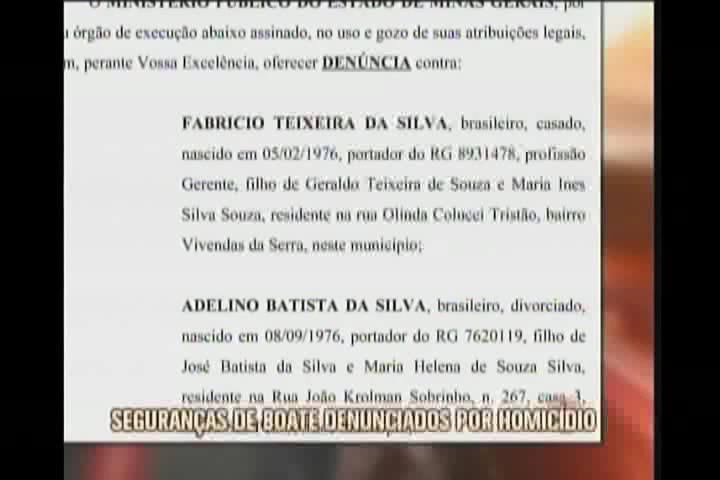 O MINISTÉRIO PÚBLICO DO ESTADO DE MINAS GERAIS, por
órgão de execução abaixo assinado, no uso e gozo de suas atribuições legais,
perante Vossa Excelência, oferecer DENÚNCIA contra:
FABRICIO TEIXEIRA DA SILVA, brasileiro, casado,
nascido em 05/02/1976, portador do RG 8931478, profissão
Gerente, filho de Geraldo Teixeira de Souza e Maria Ines
Silva Souza, residente na rua Olinda Colucci Tristão, bairro
Vivendas da Serra, neste município;
ADELINO BATISTA DA SILVA, brasileiro, divorciado,
nascido em 08/09/1976, portador do RG 7620119, filho de
José Batista da Silva e Maria Helena de Souza Silva,
residente na Rua João Krolman Sobrinho, n. 267, casa 3,
SEGURANÇAS DE BOATE DENUNCIADOS POR HOMICÍDIO